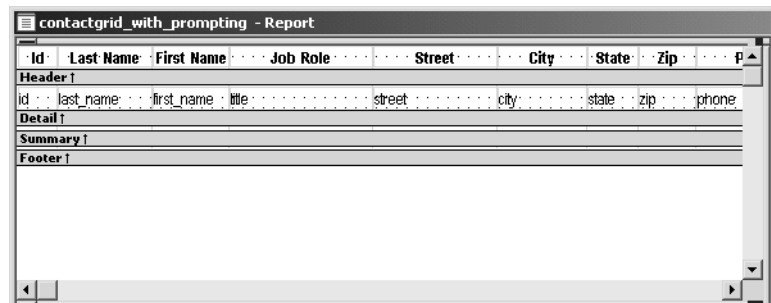 contactgrid_with_prompting - Report
Id Last Name First Name Job Role Street City State Zip P
Header ↑
id last_name first_name title street city state zip phone
Detail ↑
Summary ↑
Footer ↑